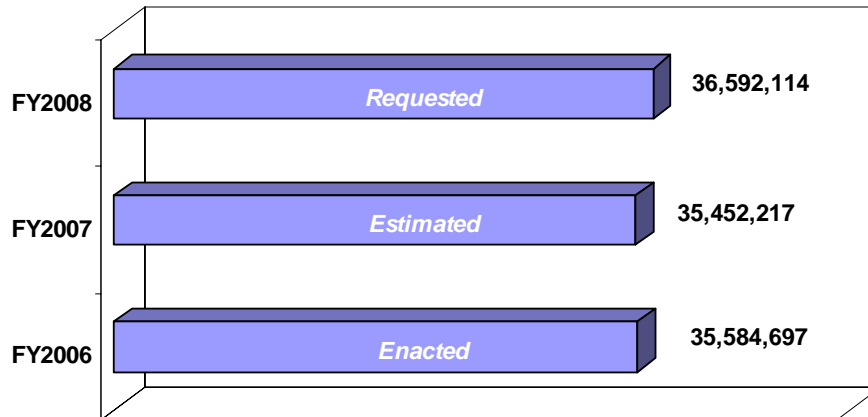 FY2008 Requested 36,592,114
FY2007 Estimated 35,452,217
FY2006 Enacted 35,584,697